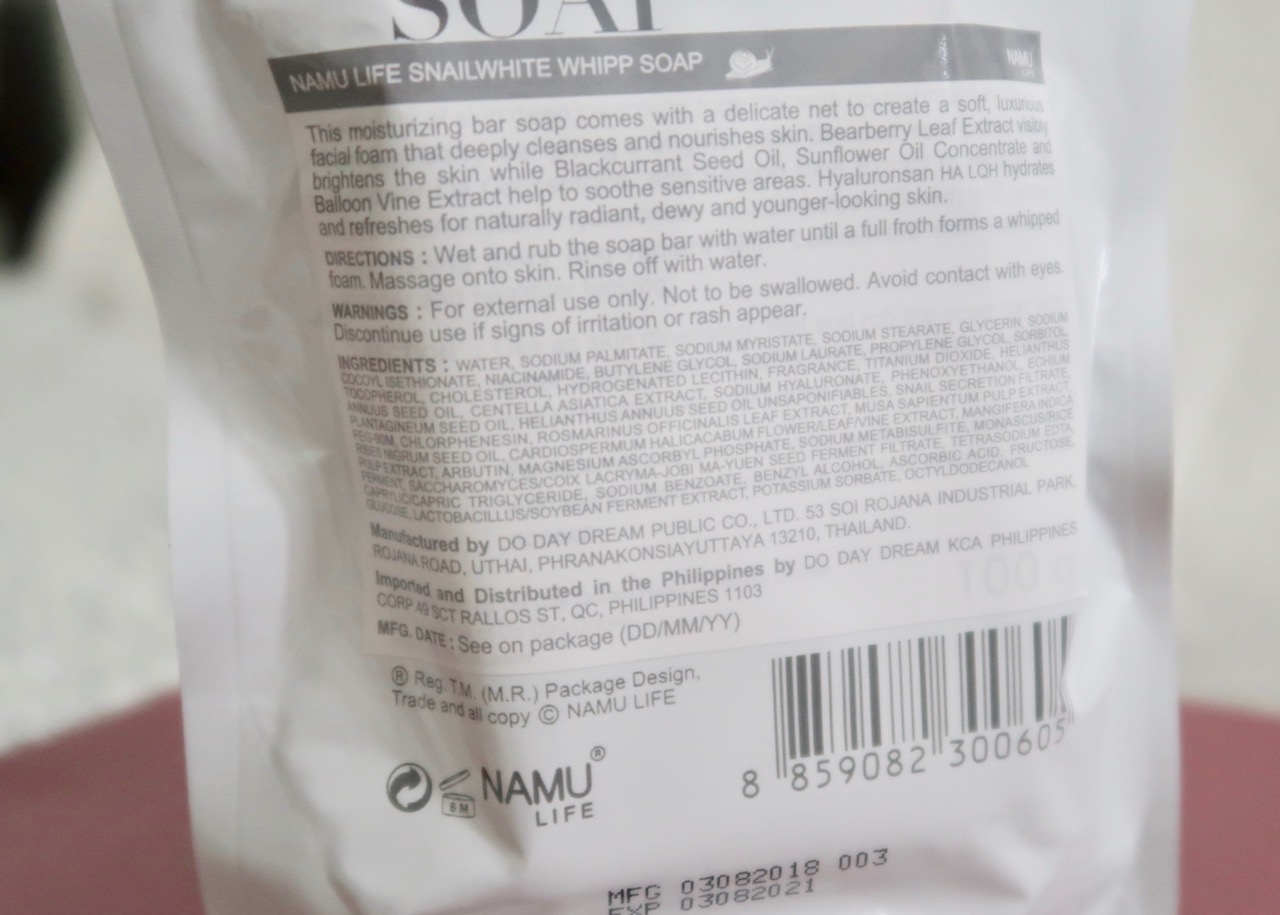 SOAP
NAMU LIFE SNAILWHITE WHIPP SOAP
NAMU
LIFE
This moisturizing bar soap comes with a delicate net to create a soft, luxurious
facial foam that deeply cleanses and nourishes skin. Bearberry Leaf Extract visibly
brightens the skin while Blackcurrant Seed Oil, Sunflower Oil Concentrate and
Balloon Vine Extract help to soothe sensitive areas. Hyaluronsan HA LQH hydrates
and refreshes for naturally radiant, dewy and younger-looking skin.
DIRECTIONS : Wet and rub the soap bar with water until a full froth forms a whipped
foam. Massage onto skin. Rinse off with water.
WARNINGS : For external use only. Not to be swallowed. Avoid contact with eyes.
Discontinue use if signs of irritation or rash appear.
INGREDIENTS : WATER, SODIUM PALMITATE, SODIUM MYRISTATE, SODIUM STEARATE, GLYCERIN, SODIUM
COCOYL ISETHIONATE, NIACINAMIDE, BUTYLENE GLYCOL, SODIUM LAURATE, PROPYLENE GLYCOL, SORBITOL,
TOCOPHEROL, CHOLESTEROL, HYDROGENATED LECITHIN, FRAGRANCE, TITANIUM DIOXIDE, HELIANTHUS
ANNUUS SEED OIL, CENTELLA ASIATICA EXTRACT, SODIUM HYALURONATE, PHENOXYETHANOL, ECHIUM
PLANTAGINEUM SEED OIL, HELIANTHUS ANNUUS SEED OIL UNSAPONIFIABLES, SNAIL SECRETION FILTRATE,
PEG-90M, CHLORPHENESIN, ROSMARINUS OFFICINALIS LEAF EXTRACT, MUSA SAPIENTUM PULP EXTRACT,
RIBES NIGRUM SEED OIL, CARDIOSPERMUM HALICACABUM FLOWER/LEAF/VINE EXTRACT, MANGIFERA INDICA
PULP EXTRACT, ARBUTIN, MAGNESIUM ASCORBYL PHOSPHATE, SODIUM METABISULFITE, MONASCUS/RICE
FERMENT, SACCHAROMYCES/COIX LACRYMA-JOBI MA-YUEN SEED FERMENT FILTRATE, TETRASODIUM EDTA,
CAPRYLIC/CAPRIC TRIGLYCERIDE, SODIUM BENZOATE, BENZYL ALCOHOL, ASCORBIC ACID, FRUCTOSE,
GLUCOSE, LACTOBACILLUS/SOYBEAN FERMENT EXTRACT, POTASSIUM SORBATE, OCTYLDODECANOL
Manufactured by DO DAY DREAM PUBLIC CO., LTD. 53 SOI ROJANA INDUSTRIAL PARK,
ROJANA ROAD, UTHAI, PHRANAKONSIAYUTTAYA 13210, THAILAND.
Imported and Distributed in the Philippines by DO DAY DREAM KCA PHILIPPINES
CORP 49 SCT RALLOS ST, QC, PHILIPPINES 1103
100 g
MFG. DATE : See on package (DD/MM/YY)
® Reg. T.M. (M.R.) Package Design,
Trade and all copy © NAMU LIFE
6 M
NAMU®
LIFE
8 859082 300605
MFG 03082018 003
EXP 03082021